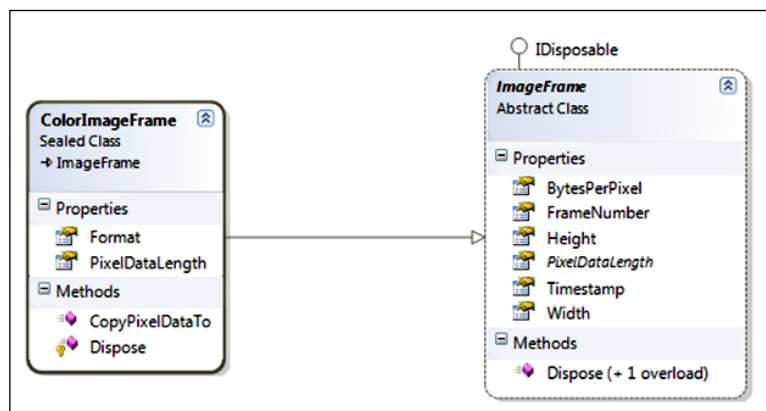 ColorImageFrame
Sealed Class
ImageFrame
Properties
Format
PixelDataLength
Methods
CopyPixelDataTo
Dispose
IDisposable
ImageFrame
Abstract Class
Properties
BytesPerPixel
FrameNumber
Height
PixelDataLength
Timestamp
Width
Methods
Dispose (+ 1 overload)